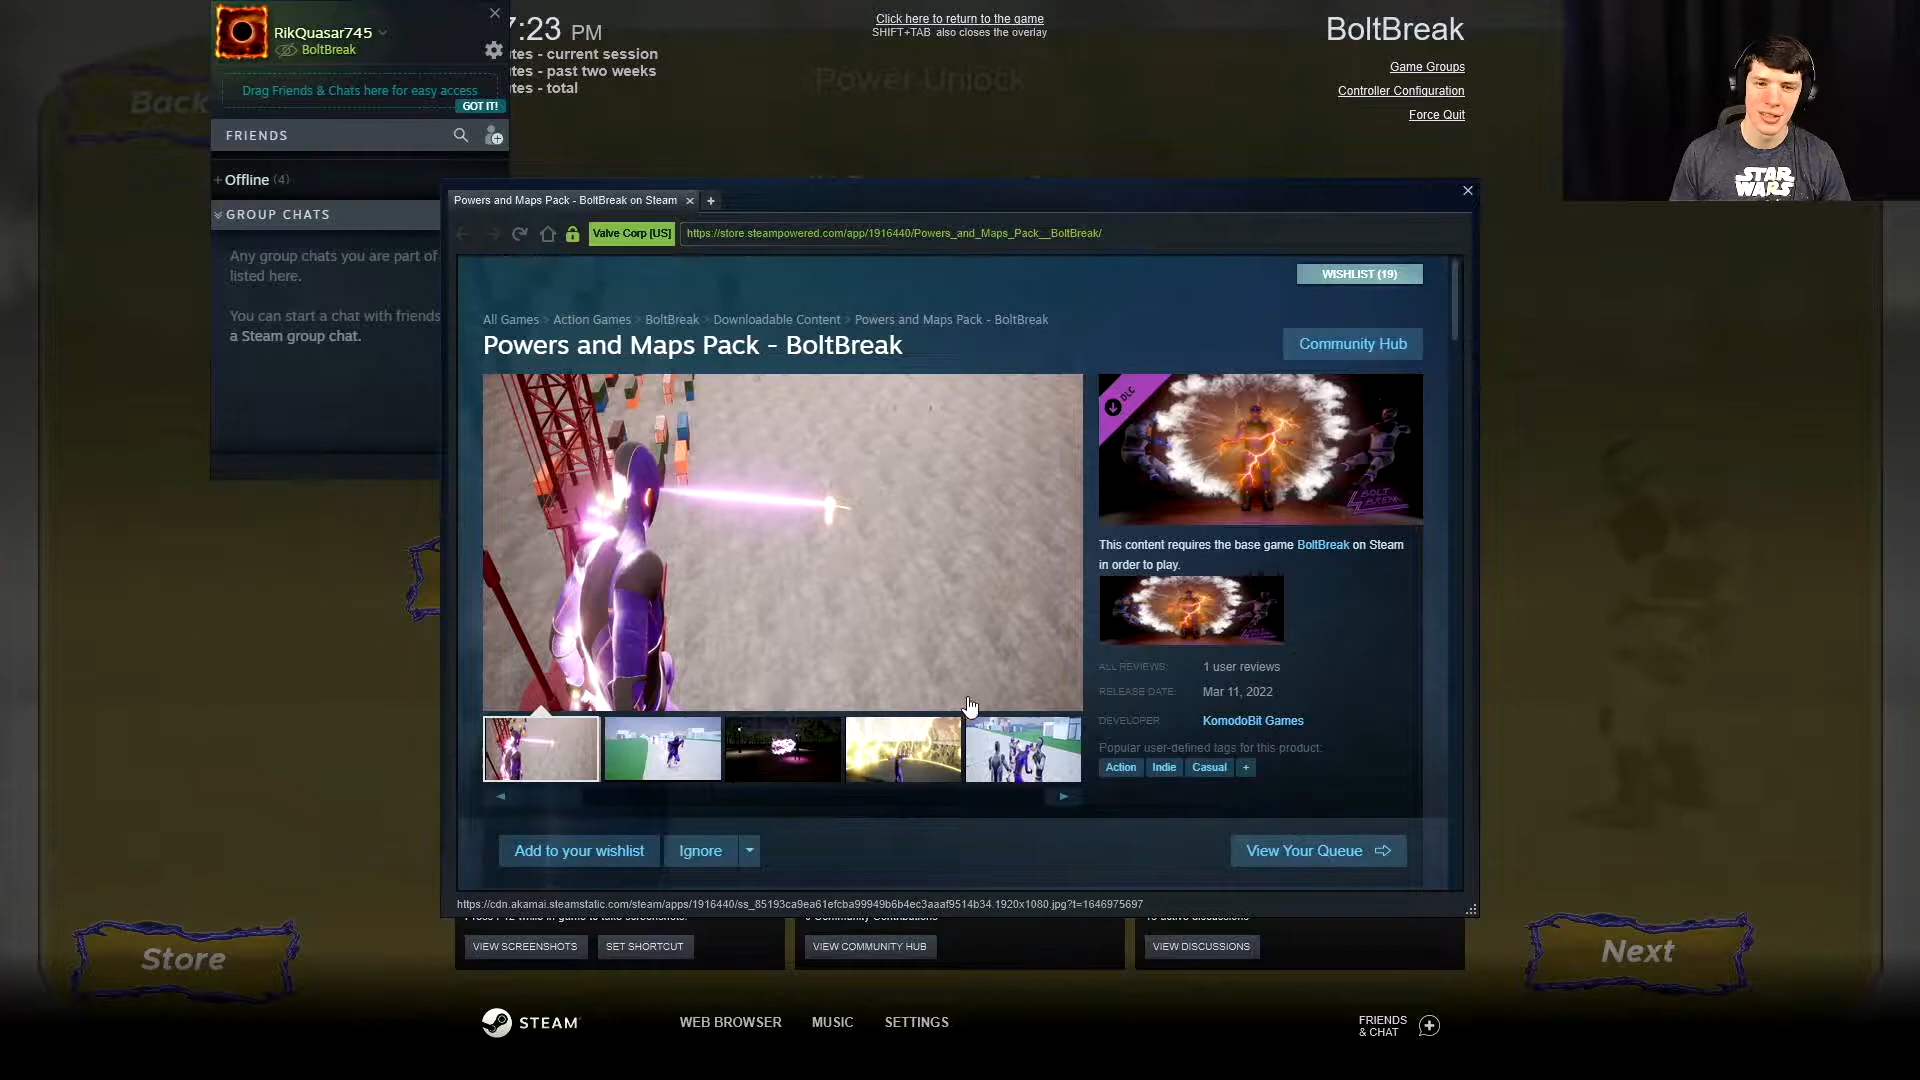 RikQuasar745
BoltBreak
Drag Friends & Chats here for easy access
GOT IT!
FRIENDS
+ Offline (4)
GROUP CHATS
Any group chats you are part of
listed here.
You can start a chat with friends
a Steam group chat.
7:23 PM
utes - current session
utes - past two weeks
utes - total
Click here to return to the game
SHIFT+TAB also closes the overlay
BoltBreak
Game Groups
Controller Configuration
Force Quit
STAR
WARS
Back
Power Unlock
Powers and Maps Pack - BoltBreak on Steam
Valve Corp [US]
https://store.steampowered.com/app/1916440/Powers_and_Maps_Pack__BoltBreak/
WISHLIST (19)
All Games > Action Games > BoltBreak > Downloadable Content > Powers and Maps Pack - BoltBreak
Powers and Maps Pack - BoltBreak
Community Hub
DLC
BOLT
BREAK
This content requires the base game BoltBreak on Steam
in order to play.
ALL REVIEWS: 1 user reviews
RELEASE DATE: Mar 11, 2022
DEVELOPER: KomodoBit Games
Popular user-defined tags for this product:
Action Indie Casual +
Add to your wishlist
Ignore
View Your Queue
https://cdn.akamai.steamstatic.com/steam/apps/1916440/ss_85193ca9ea61efcba99949b6b4ec3aaaf9514b34.1920x1080.jpg?t=1646975697
VIEW SCREENSHOTS
SET SHORTCUT
VIEW COMMUNITY HUB
VIEW DISCUSSIONS
Store
Next
STEAM
WEB BROWSER
MUSIC
SETTINGS
FRIENDS
& CHAT